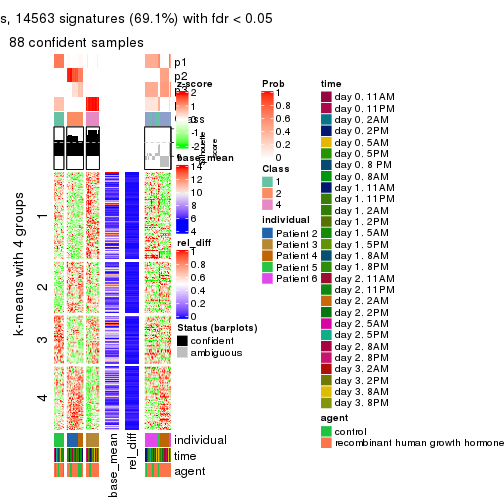 s, 14563 signatures (69.1%) with fdr < 0.05
88 confident samples
p1
p2
z-score
2
1
-2
base_mean
14
12
10
8
6
4
rel_diff
1
0.8
0.6
0.4
0.2
0
Status (barplots)
confident
ambiguous
silhouette
score
k-means with 4 groups
1
2
3
4
individual
time
agent
base_mean
rel_diff
Prob
1
0.8
0.6
0.4
0.2
0
Class
1
2
4
individual
Patient 2
Patient 3
Patient 4
Patient 5
Patient 6
time
day 0. 11AM
day 0. 11PM
day 0. 2AM
day 0. 2PM
day 0. 5AM
day 0. 5PM
day 0. 8 PM
day 0. 8AM
day 1. 11AM
day 1. 11PM
day 1. 2AM
day 1. 2PM
day 1. 5AM
day 1. 5PM
day 1. 8AM
day 1. 8PM
day 2. 11AM
day 2. 11PM
day 2. 2AM
day 2. 2PM
day 2. 5AM
day 2. 5PM
day 2. 8AM
day 2. 8PM
day 3. 2AM
day 3. 2PM
day 3. 8AM
day 3. 8PM
agent
control
recombinant human growth hormone